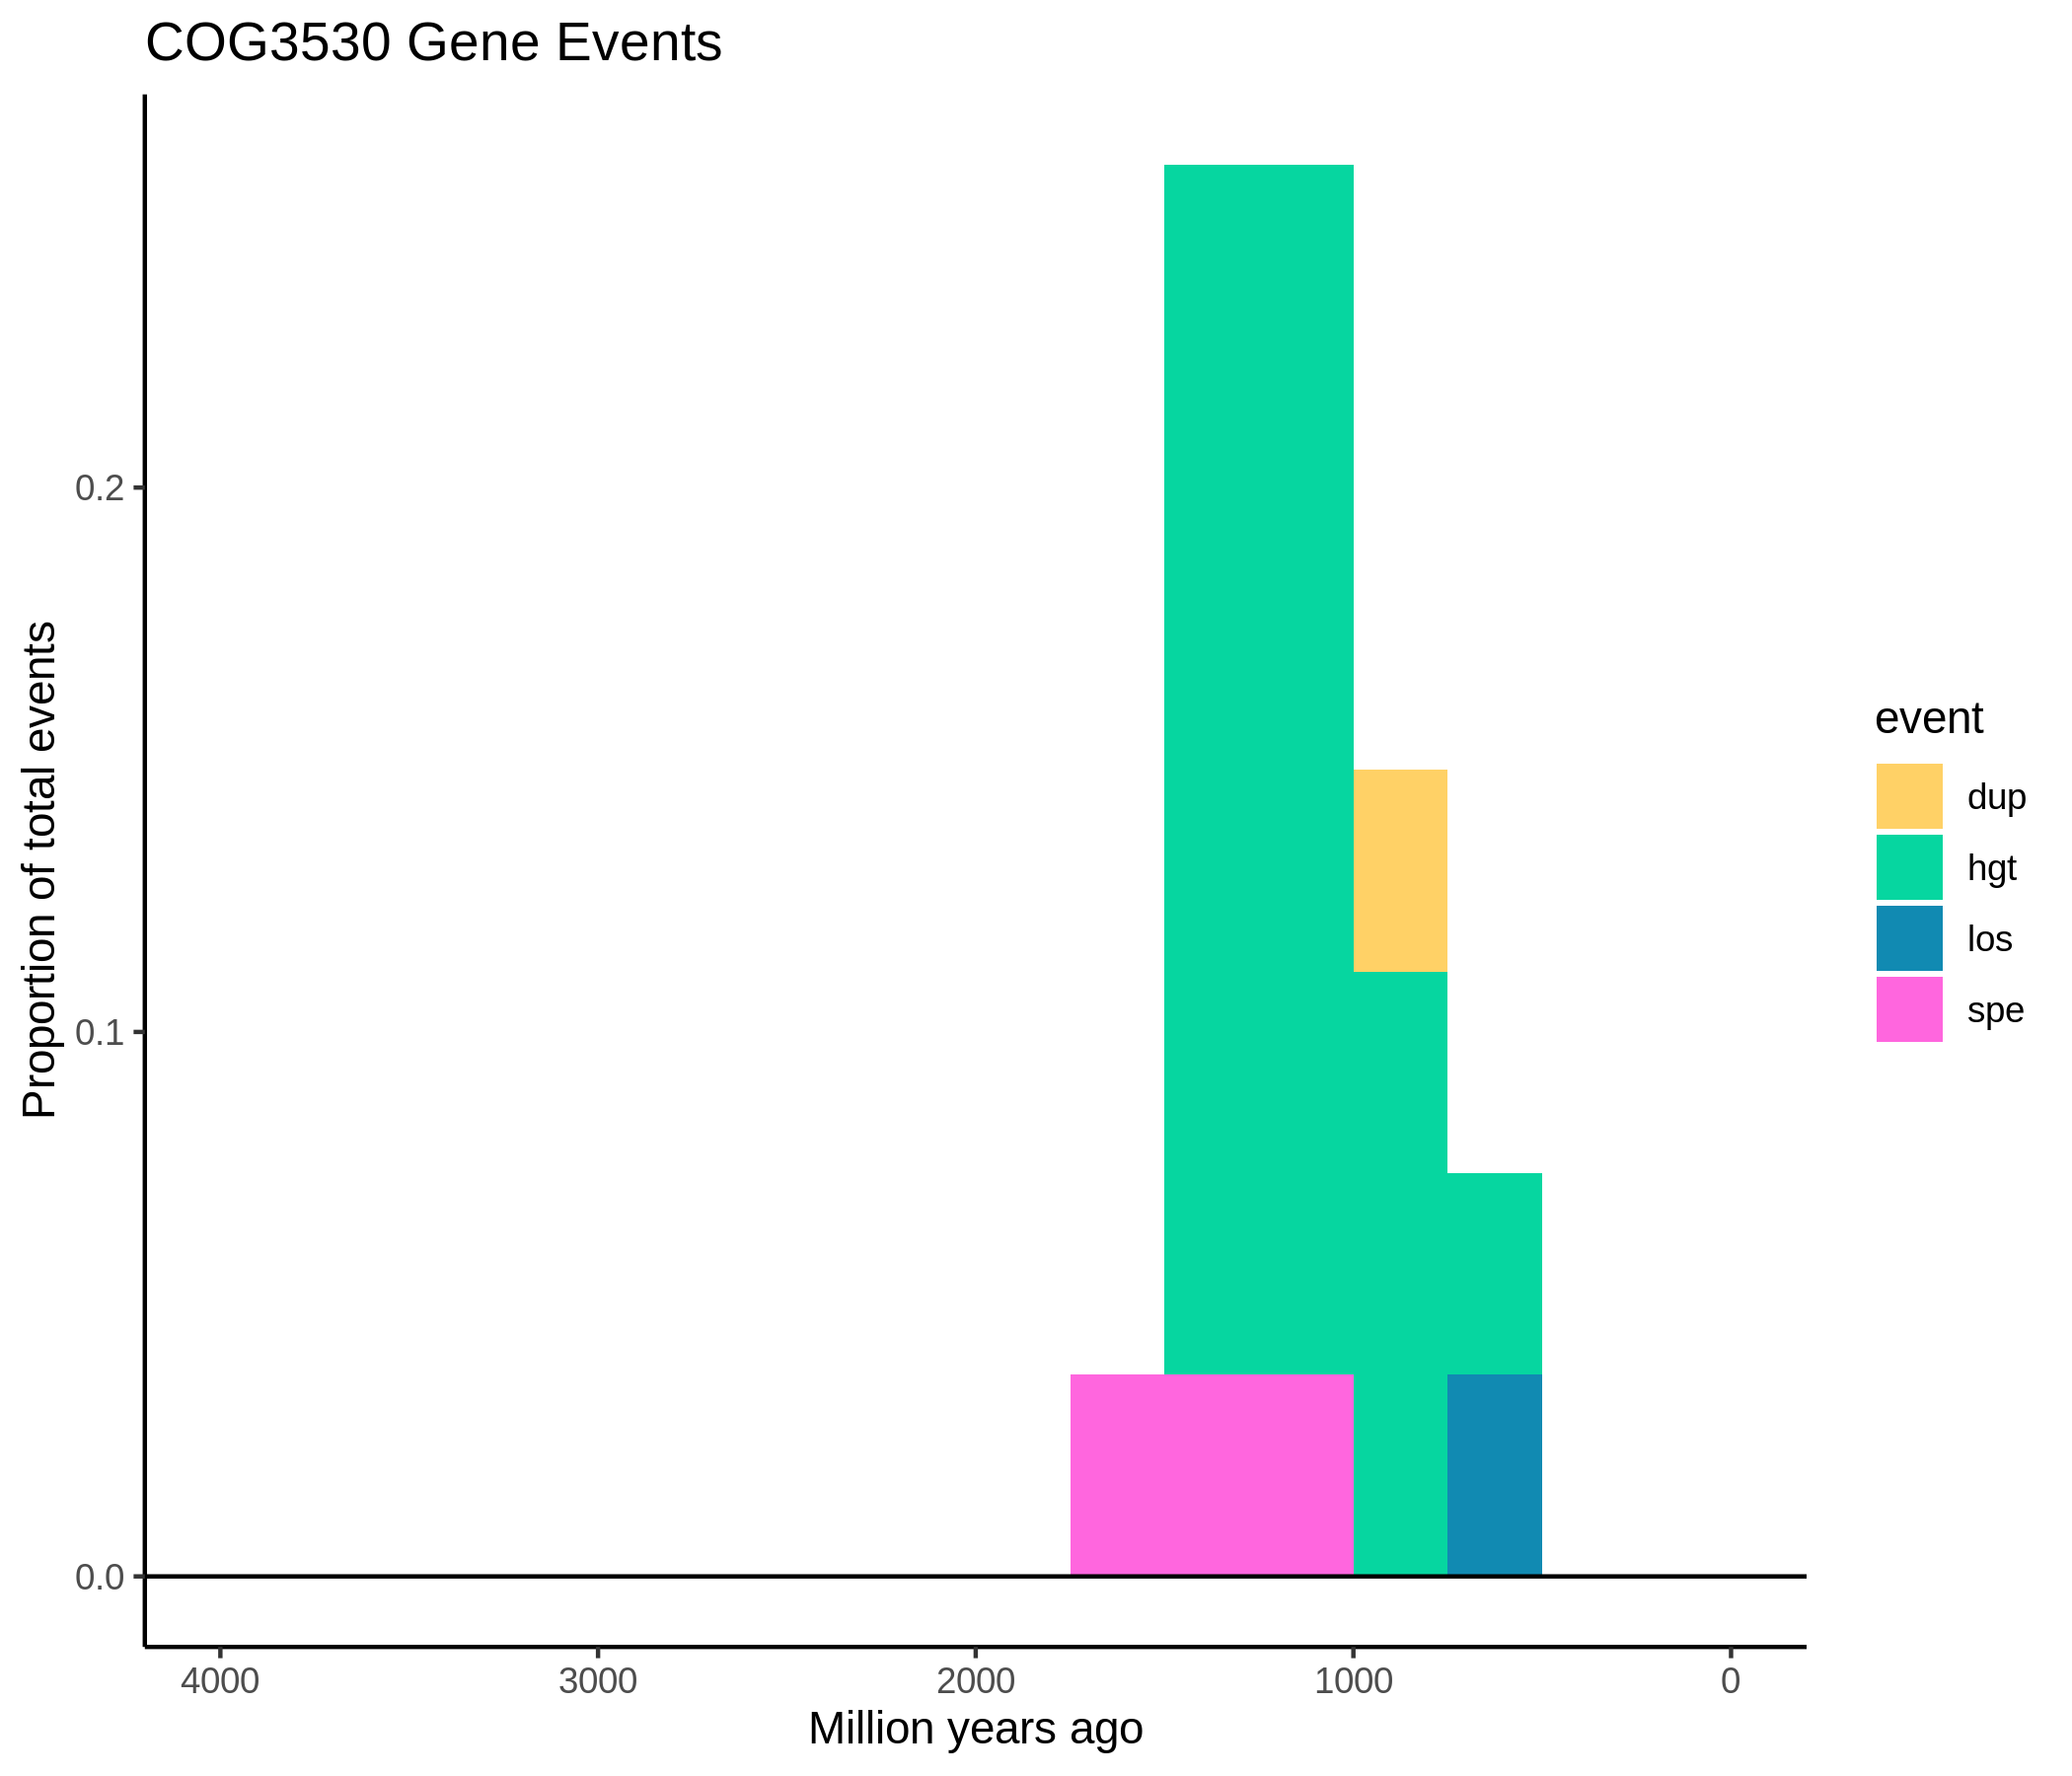 COG3530 Gene Events
Proportion of total events
0.2
0.1
0.0
4000 3000 2000 1000 0
Million years ago
event
dup
hgt
los
spe